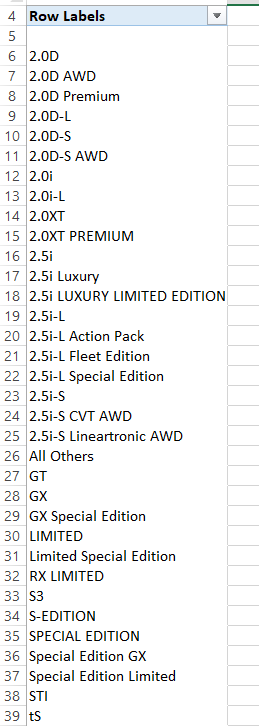 4 Row Labels
5
6 2.0D
7 2.0D AWD
8 2.0D Premium
9 2.0D-L
10 2.0D-S
11 2.0D-S AWD
12 2.0i
13 2.0i-L
14 2.0XT
15 2.0XT PREMIUM
16 2.5i
17 2.5i Luxury
18 2.5i LUXURY LIMITED EDITION
19 2.5i-L
20 2.5i-L Action Pack
21 2.5i-L Fleet Edition
22 2.5i-L Special Edition
23 2.5i-S
24 2.5i-S CVT AWD
25 2.5i-S Lineartronic AWD
26 All Others
27 GT
28 GX
29 GX Special Edition
30 LIMITED
31 Limited Special Edition
32 RX LIMITED
33 S3
34 S-EDITION
35 SPECIAL EDITION
36 Special Edition GX
37 Special Edition Limited
38 STI
39 tS